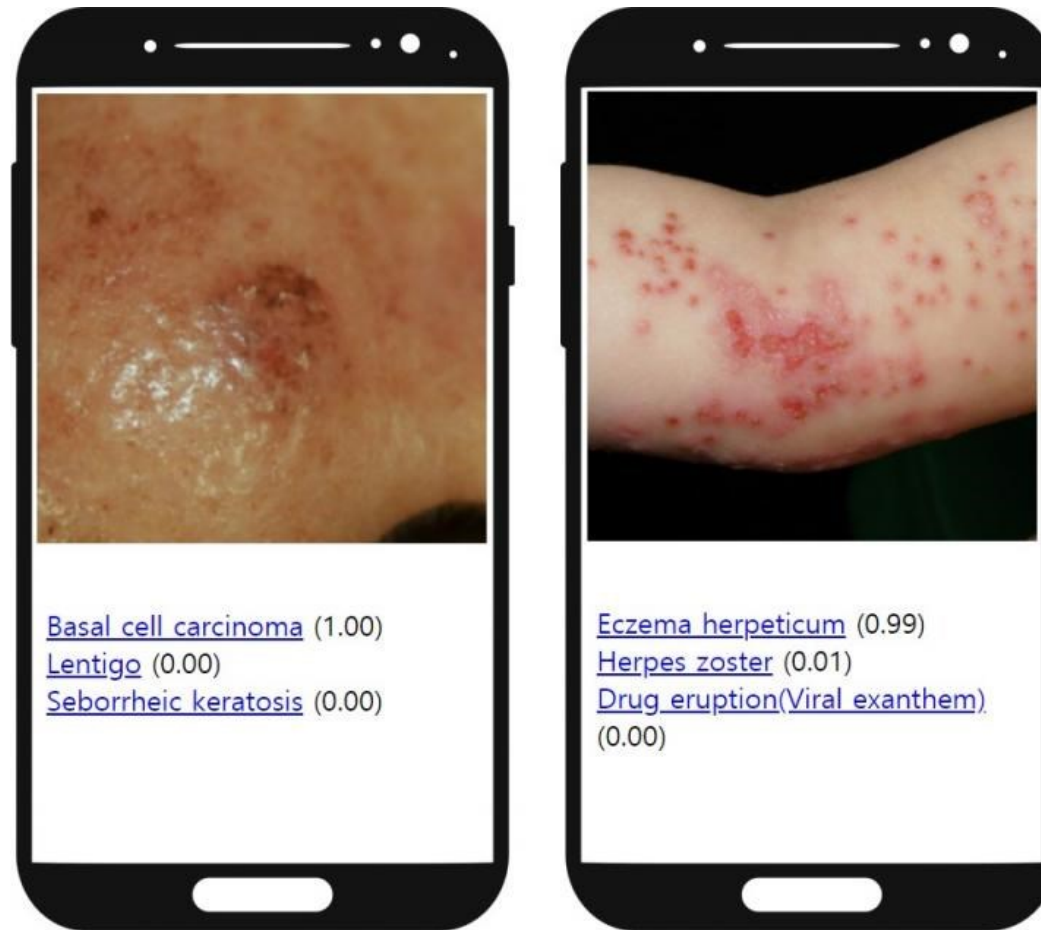 Basal cell carcinoma (1.00)
Lentigo (0.00)
Seborrheic keratosis (0.00)
Eczema herpeticum (0.99)
Herpes zoster (0.01)
Drug eruption(Viral exanthem)
(0.00)